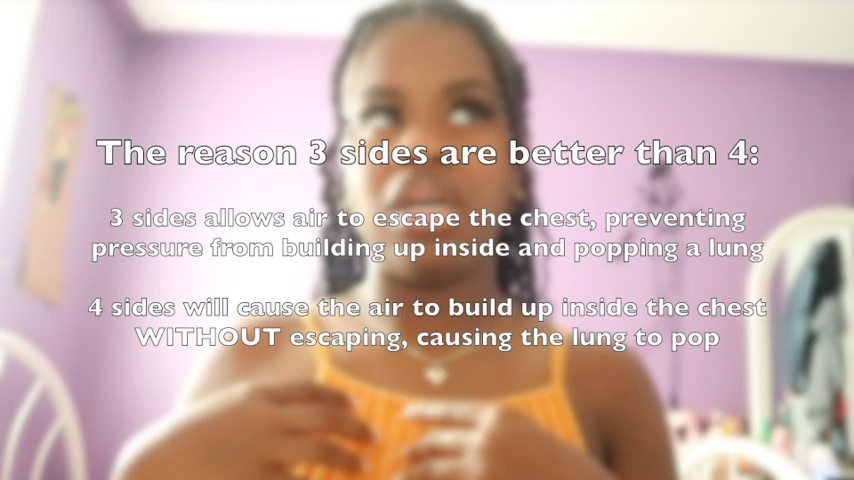 The reason 3 sides are better than 4:
3 sides allows air to escape the chest, preventing
pressure from building up inside and popping a lung
4 sides will cause the air to build up inside the chest
WITHOUT escaping, causing the lung to pop